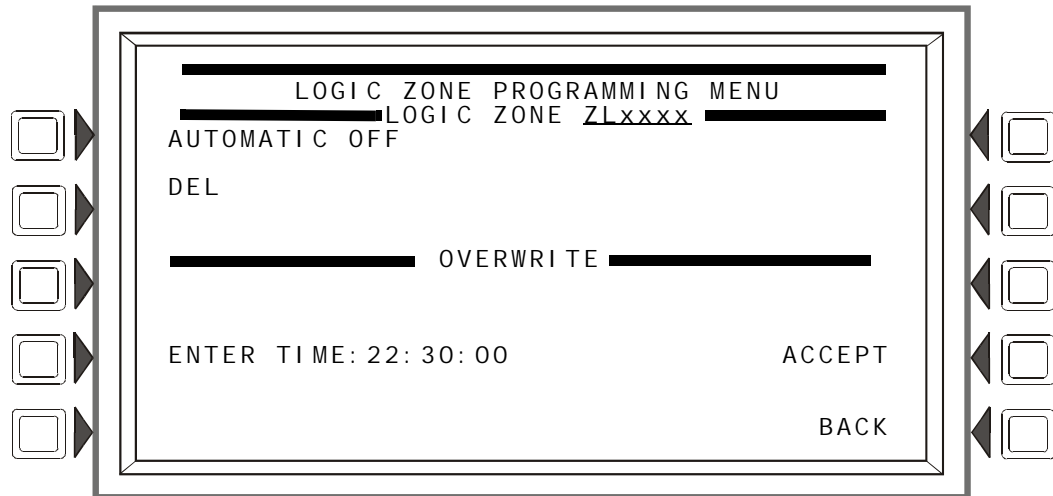 LOGIC ZONE PROGRAMMING MENU
LOGIC ZONE ZLxxxx
AUTOMATIC OFF
DEL
OVERWRITE
ENTER TIME:22:30:00 ACCEPT
BACK